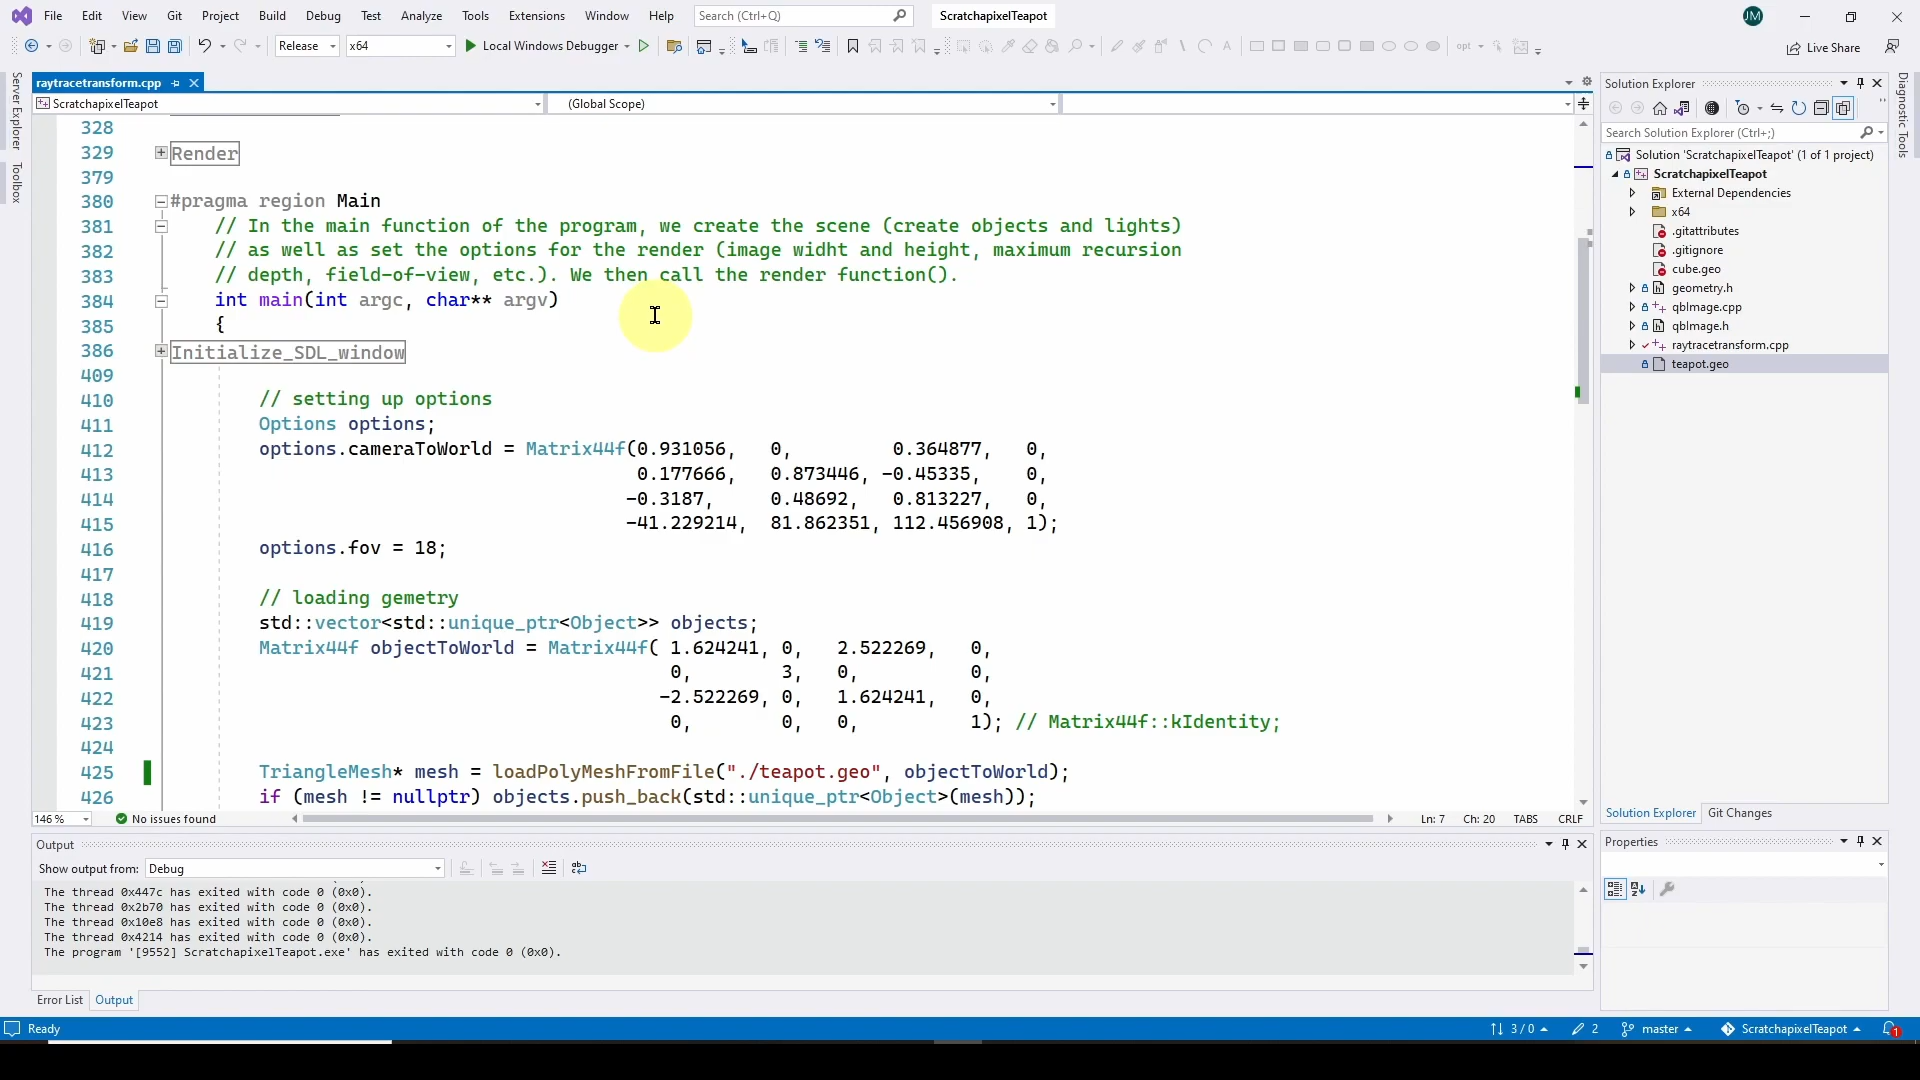 File Edit View Git Project Build Debug Test Analyze Tools Extensions Window Help Search (Ctrl+Q) ScratchapixelTeapot JM
Release x64 Local Windows Debugger opt Live Share
raytracetransform.cpp
ScratchapixelTeapot (Global Scope)
328
329 Render
379
380 #pragma region Main
381 // In the main function of the program, we create the scene (create objects and lights)
382 // as well as set the options for the render (image widht and height, maximum recursion
383 // depth, field-of-view, etc.). We then call the render function().
384 int main(int argc, char** argv)
385 {
386 Initialize_SDL_window
409
410 // setting up options
411 Options options;
412 options.cameraToWorld = Matrix44f(0.931056, 0, 0.364877, 0,
413 0.177666, 0.873446, -0.45335, 0,
414 -0.3187, 0.48692, 0.813227, 0,
415 -41.229214, 81.862351, 112.456908, 1);
416 options.fov = 18;
417
418 // loading gemetry
419 std::vector<std::unique_ptr<Object>> objects;
420 Matrix44f objectToWorld = Matrix44f( 1.624241, 0, 2.522269, 0,
421 0, 3, 0, 0,
422 -2.522269, 0, 1.624241, 0,
423 0, 0, 0, 1); // Matrix44f::kIdentity;
424
425 TriangleMesh* mesh = loadPolyMeshFromFile("./teapot.geo", objectToWorld);
426 if (mesh != nullptr) objects.push_back(std::unique_ptr<Object>(mesh));
146 % No issues found Ln: 7 Ch: 20 TABS CRLF
Output
Show output from: Debug
The thread 0x447c has exited with code 0 (0x0).
The thread 0x2b70 has exited with code 0 (0x0).
The thread 0x10e8 has exited with code 0 (0x0).
The thread 0x4214 has exited with code 0 (0x0).
The program '[9552] ScratchapixelTeapot.exe' has exited with code 0 (0x0).
Error List Output
Server Explorer
Toolbox
Solution Explorer
Search Solution Explorer (Ctrl+;)
Solution 'ScratchapixelTeapot' (1 of 1 project)
ScratchapixelTeapot
External Dependencies
x64
.gitattributes
.gitignore
cube.geo
geometry.h
qbImage.cpp
qbImage.h
raytracetransform.cpp
teapot.geo
Solution Explorer Git Changes
Properties
Diagnostic Tools
Ready 3 / 0 2 master ScratchapixelTeapot 1